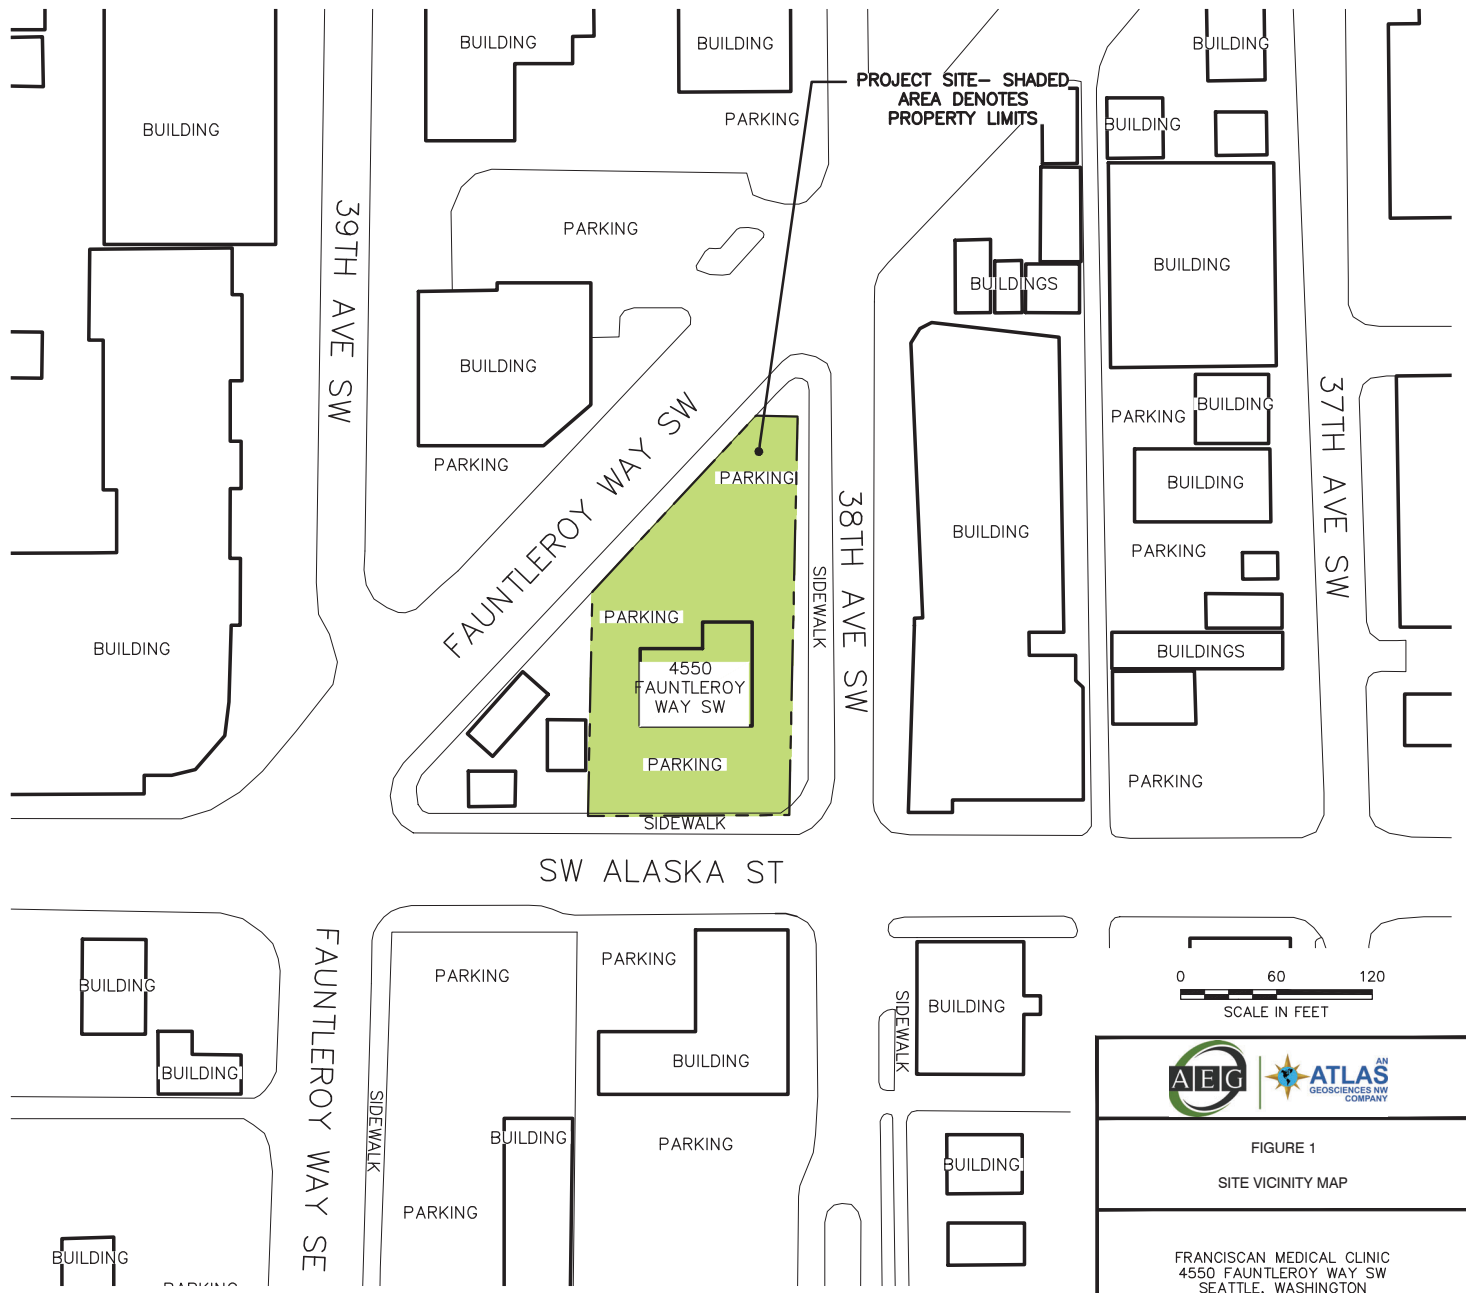 BUILDING
BUILDING
BUILDING
PROJECT SITE— SHADED
AREA DENOTES
PROPERTY LIMITS
PARKING
BUILDING
BUILDING
39TH AVE SW
PARKING
BUILDING
BUILDINGS
BUILDING
PARKING
FAUNTLEROY WAY SW
PARKING
38TH AVE SW
BUILDING
PARKING
BUILDING
BUILDING
PARKING
37TH AVE SW
SIDEWALK
PARKING
BUILDING
4550
FAUNTLEROY
WAY SW
BUILDINGS
PARKING
PARKING
SIDEWALK
SW ALASKA ST
BUILDING
FAUNTLEROY WAY SE
PARKING
PARKING
BUILDING
SIDEWALK
0 60 120
SCALE IN FEET
BUILDING
BUILDING
SIDEWALK
BUILDING
PARKING
BUILDING
PARKING
BUILDING
PARKING
AEG
AN
ATLAS
GEOSCIENCES NW
COMPANY
FIGURE 1
SITE VICINITY MAP
FRANCISCAN MEDICAL CLINIC
4550 FAUNTLEROY WAY SW
SEATTLE, WASHINGTON